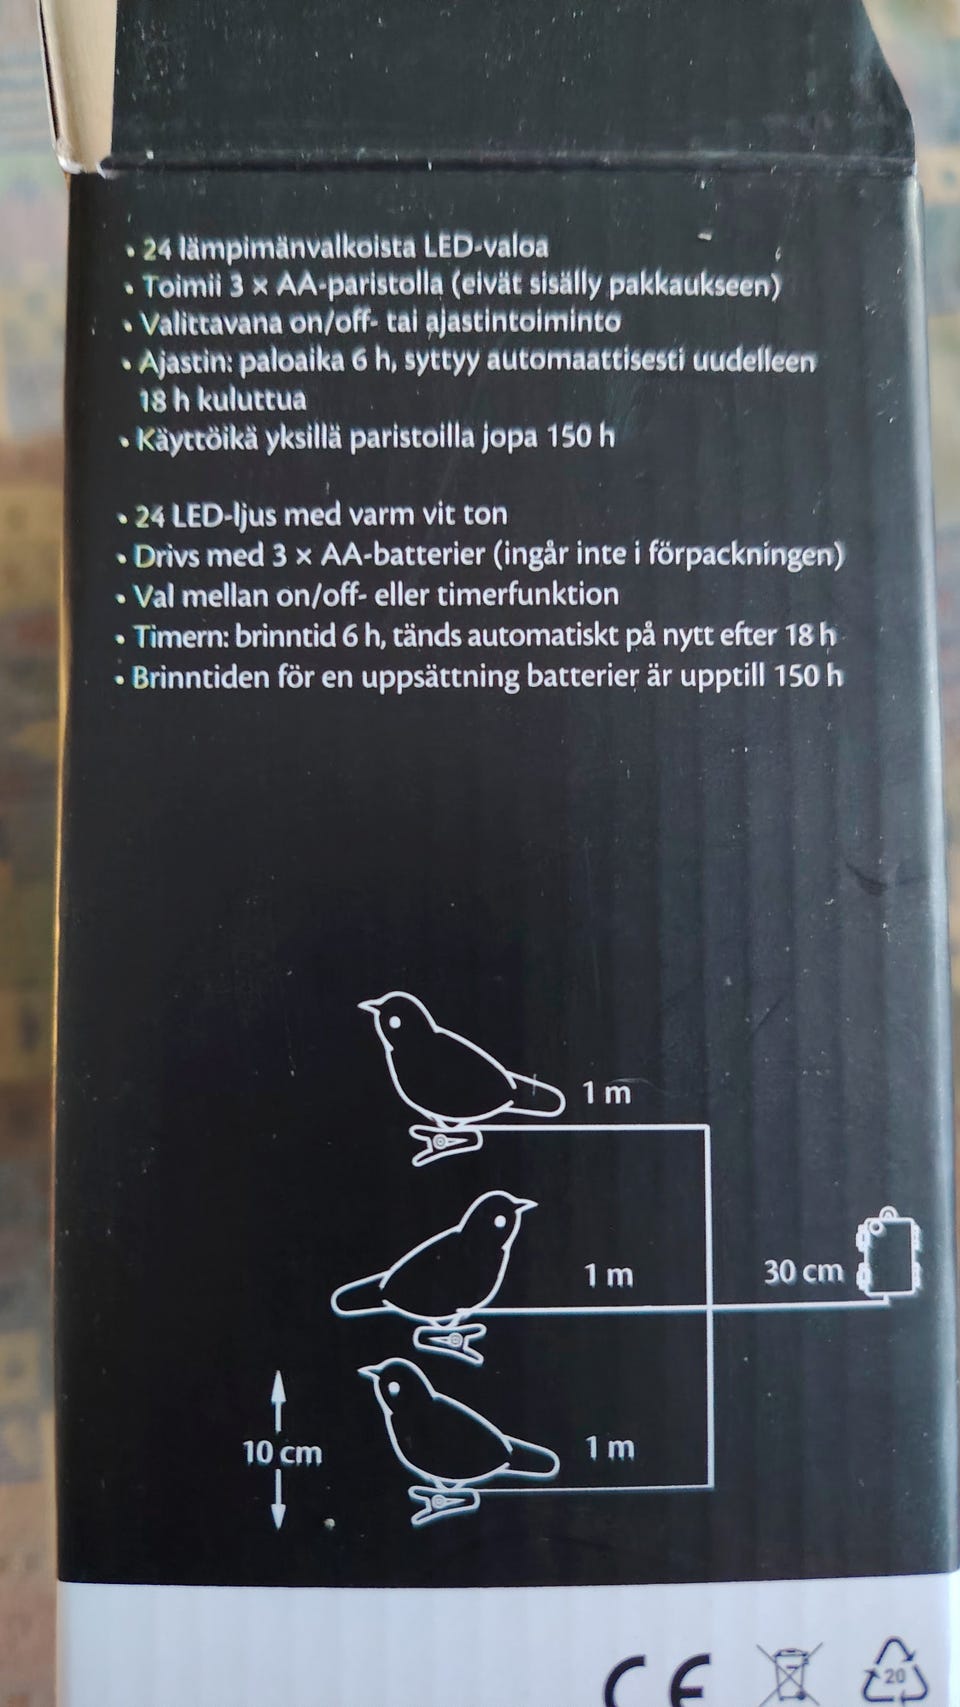 • 24 lämpimänvalkoista LED-valoa
• Toimii 3 × AA-paristolla (eivät sisälly pakkaukseen)
• Valittavana on/off- tai ajastintoiminto
• Ajastin: paloaika 6 h, syttyy automaattisesti uudelleen
18 h kuluttua
• Käyttöikä yksillä paristoilla jopa 150 h
• 24 LED-ljus med varm vit ton
• Drivs med 3 × AA-batterier (ingår inte i förpackningen)
• Val mellan on/off- eller timerfunktion
• Timern: brinntid 6 h, tänds automatiskt på nytt efter 18 h
• Brinntiden för en uppsättning batterier är upptill 150 h
1 m
1 m
30 cm
10 cm
1 m
CE
20